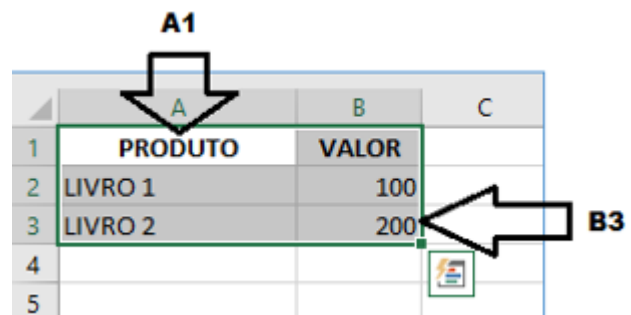 A1
A B C
1 PRODUTO VALOR
2 LIVRO 1 100
3 LIVRO 2 200
B3
4
5